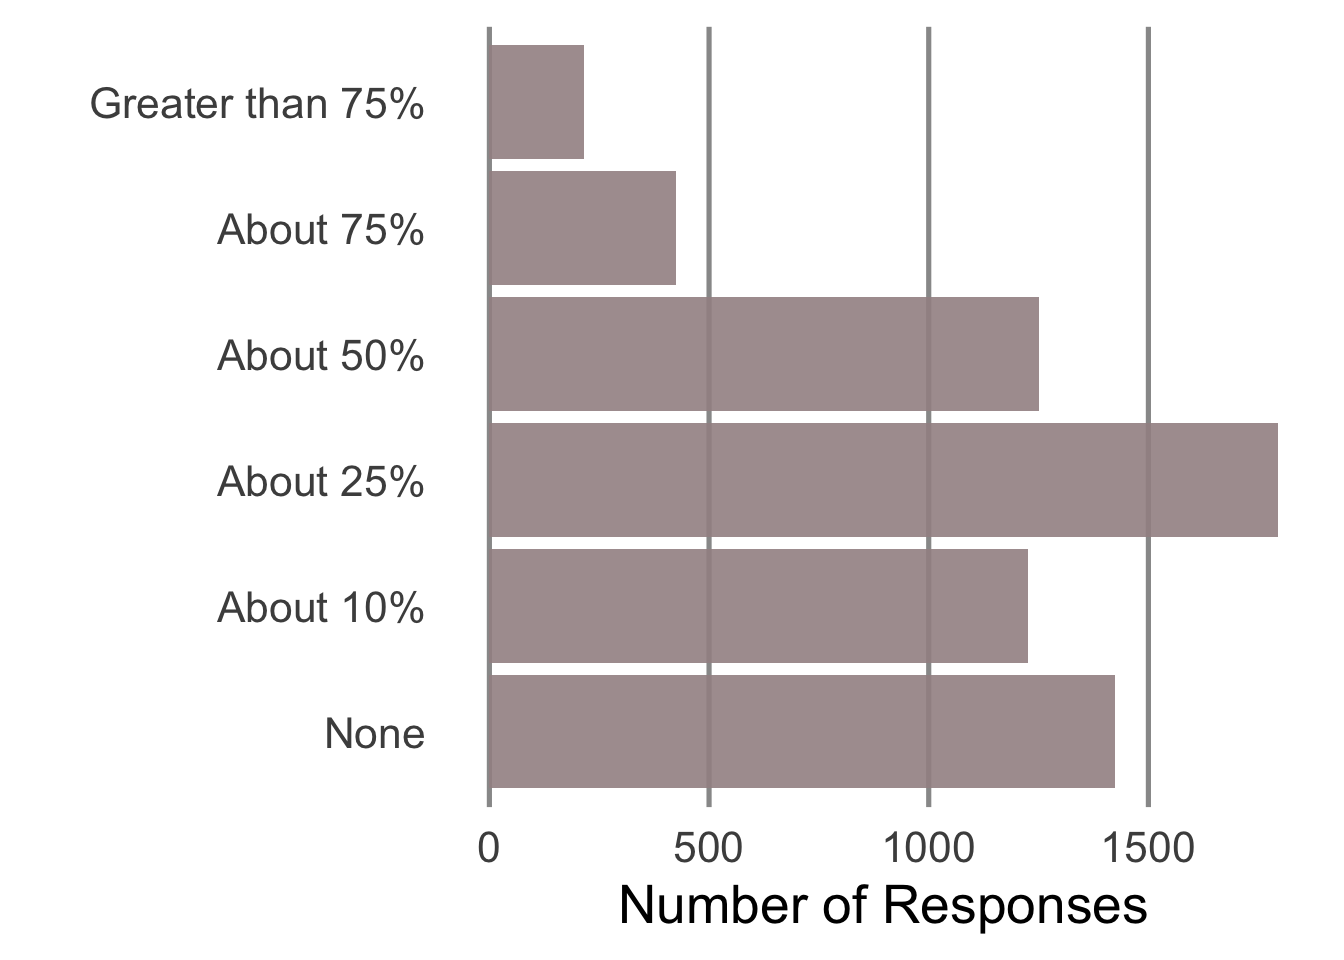 Greater than 75%
About 75%
About 50%
About 25%
About 10%
None
0 500 1000 1500
Number of Responses